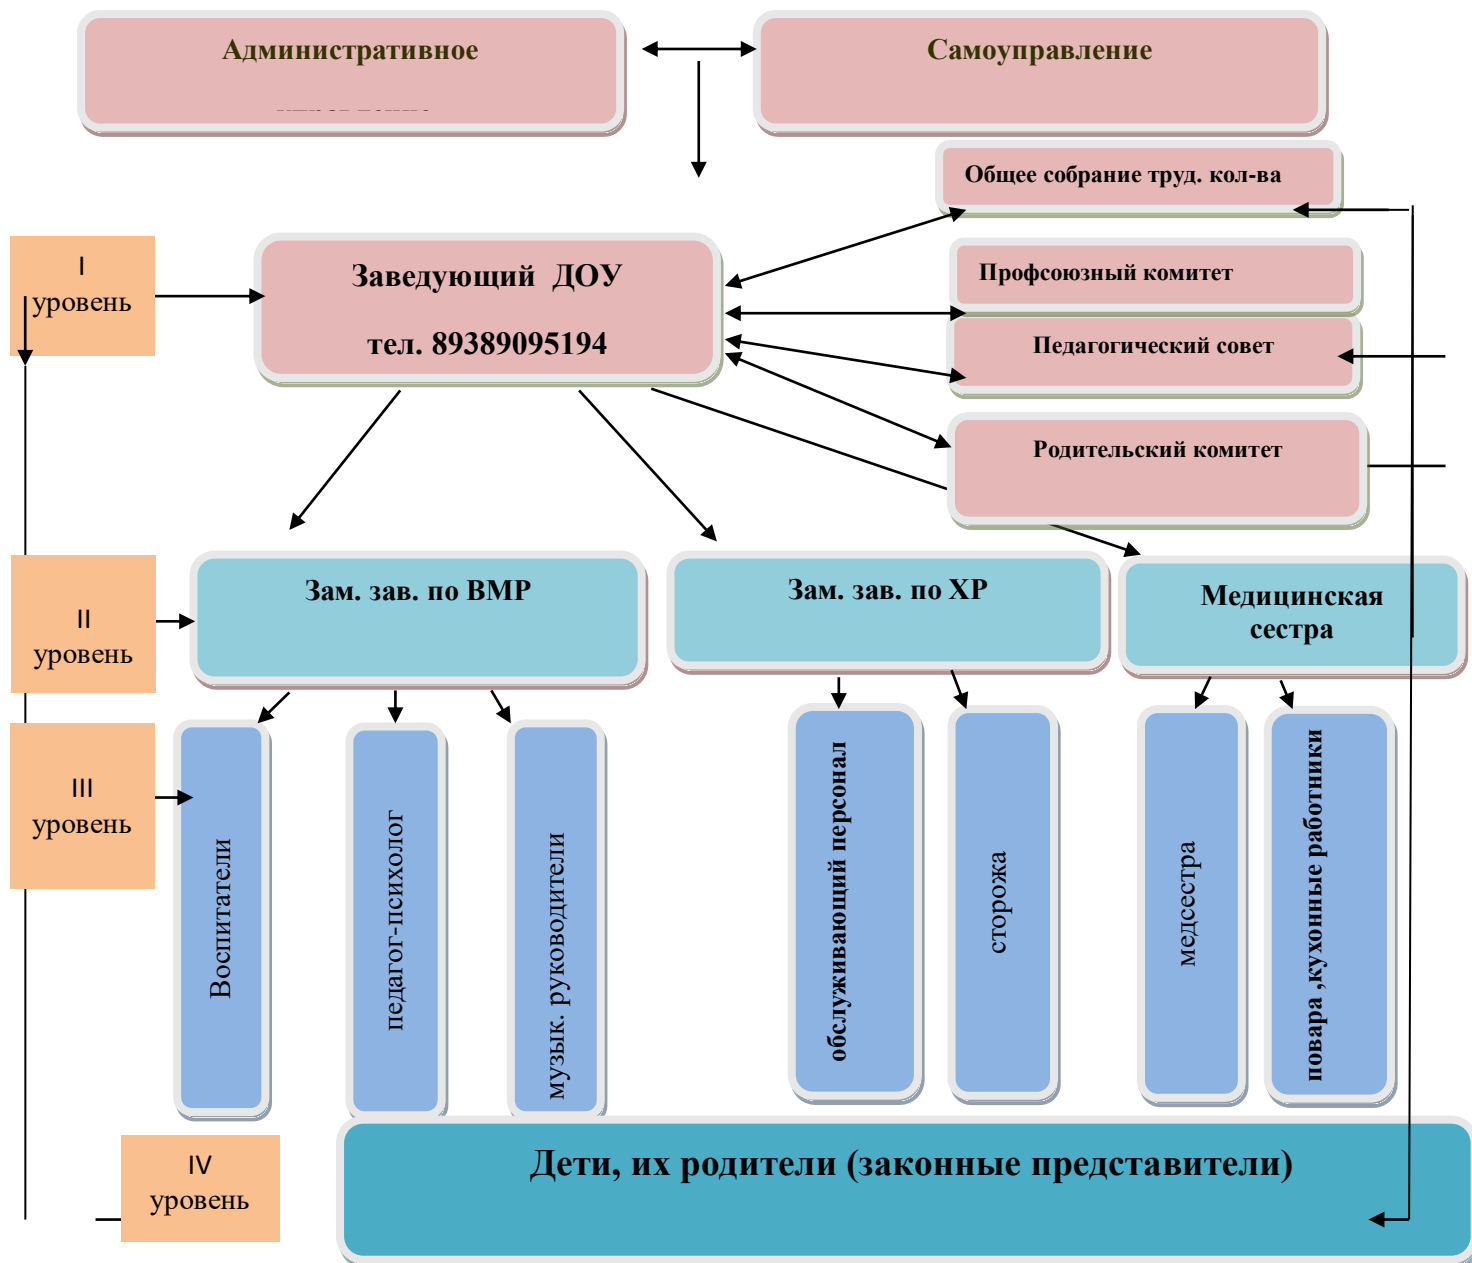 Административное
Самоуправление
Общее собрание труд. кол-ва
I
уровень
Заведующий ДОУ
тел. 89389095194
Профсоюзный комитет
Педагогический совет
Родительский комитет
II
уровень
Зам. зав. по ВМР
Зам. зав. по ХР
Медицинская
сестра
III
уровень
Воспитатели
педагог-психолог
музык. руководители
обслуживающий персонал
сторожа
медсестра
повара ,кухонные работники
IV
уровень
Дети, их родители (законные представители)